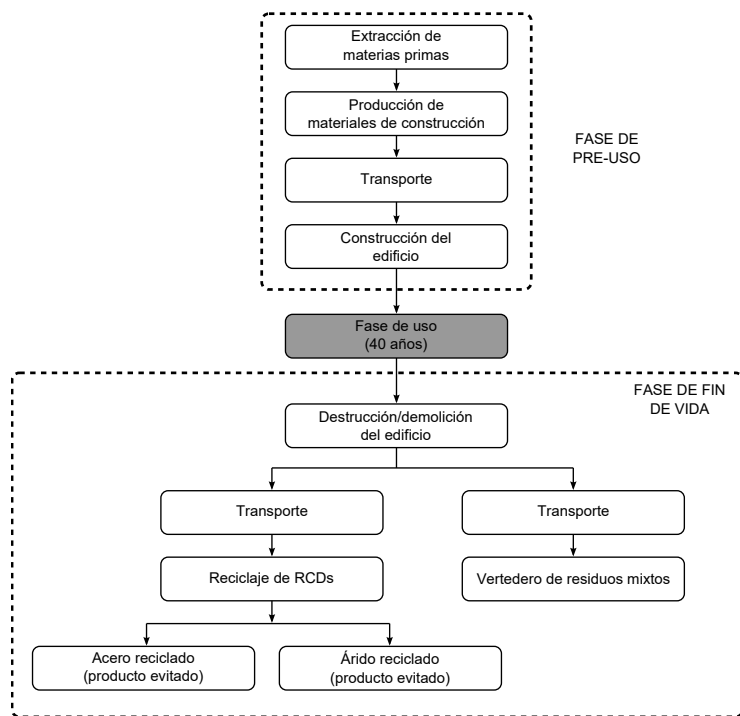 Extracción de
materias primas
Producción de
materiales de construcción
FASE DE
PRE-USO
Transporte
Construcción del
edificio
Fase de uso
(40 años)
FASE DE FIN
DE VIDA
Destrucción/demolición
del edificio
Transporte
Transporte
Reciclaje de RCDs
Vertedero de residuos mixtos
Acero reciclado
(producto evitado)
Árido reciclado
(producto evitado)